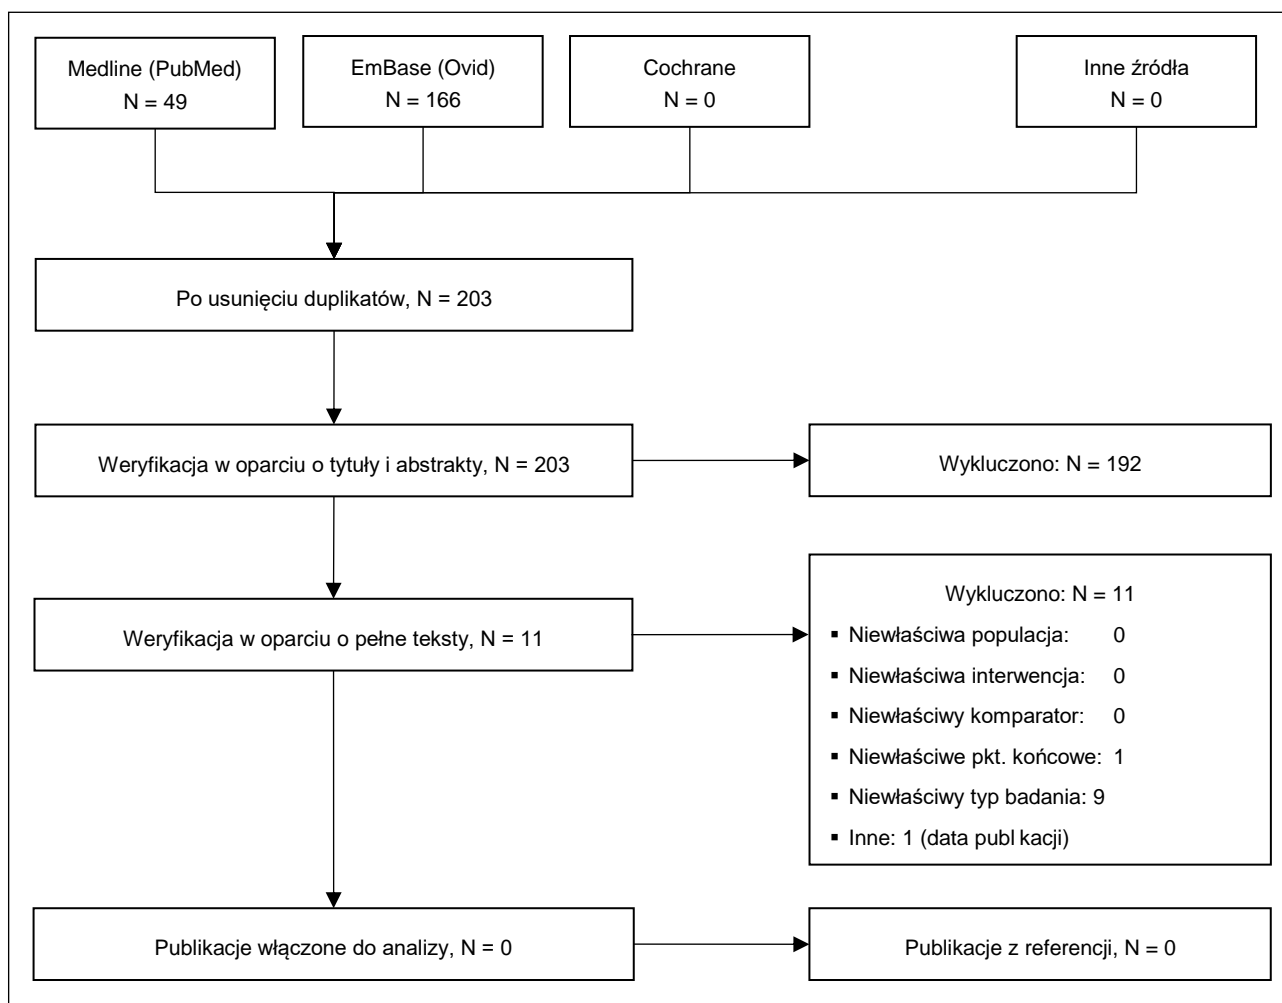 Medline (PubMed)
N = 49
EmBase (Ovid)
N = 166
Cochrane
N = 0
Inne źródła
N = 0
Po usunięciu duplikatów, N = 203
Weryfikacja w oparciu o tytuły i abstrakty, N = 203
Wykluczono: N = 192
Weryfikacja w oparciu o pełne teksty, N = 11
Wykluczono: N = 11
▪ Niewłaściwa populacja: 0
▪ Niewłaściwa interwencja: 0
▪ Niewłaściwy komparator: 0
▪ Niewłaściwe pkt. końcowe: 1
▪ Niewłaściwy typ badania: 9
▪ Inne: 1 (data publ kacji)
Publikacje włączone do analizy, N = 0
Publikacje z referencji, N = 0